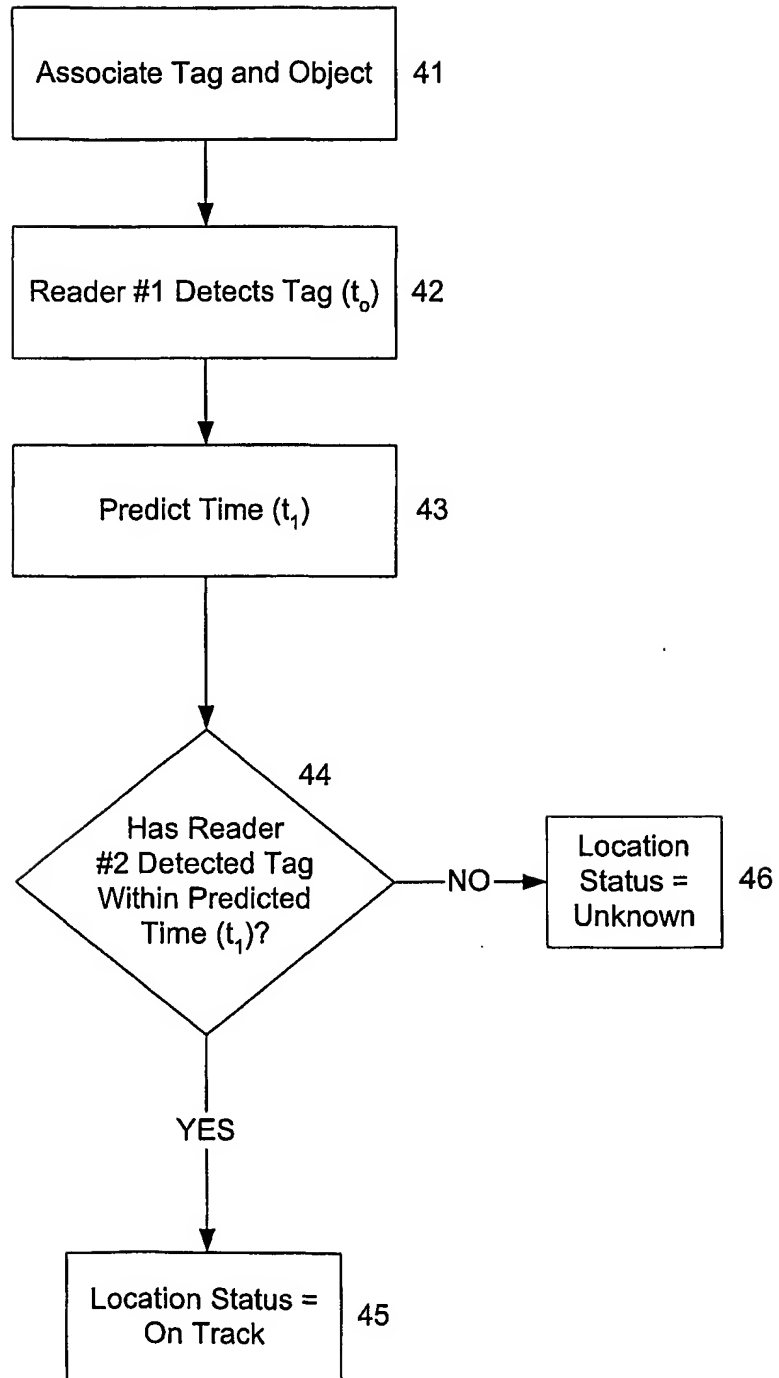 Associate Tag and Object
41
Reader #1 Detects Tag (to)
42
Predict Time (t1)
43
44
Has Reader
#2 Detected Tag
Within Predicted
Time (t1)?
NO
Location
Status =
Unknown
46
YES
Location Status =
On Track
45